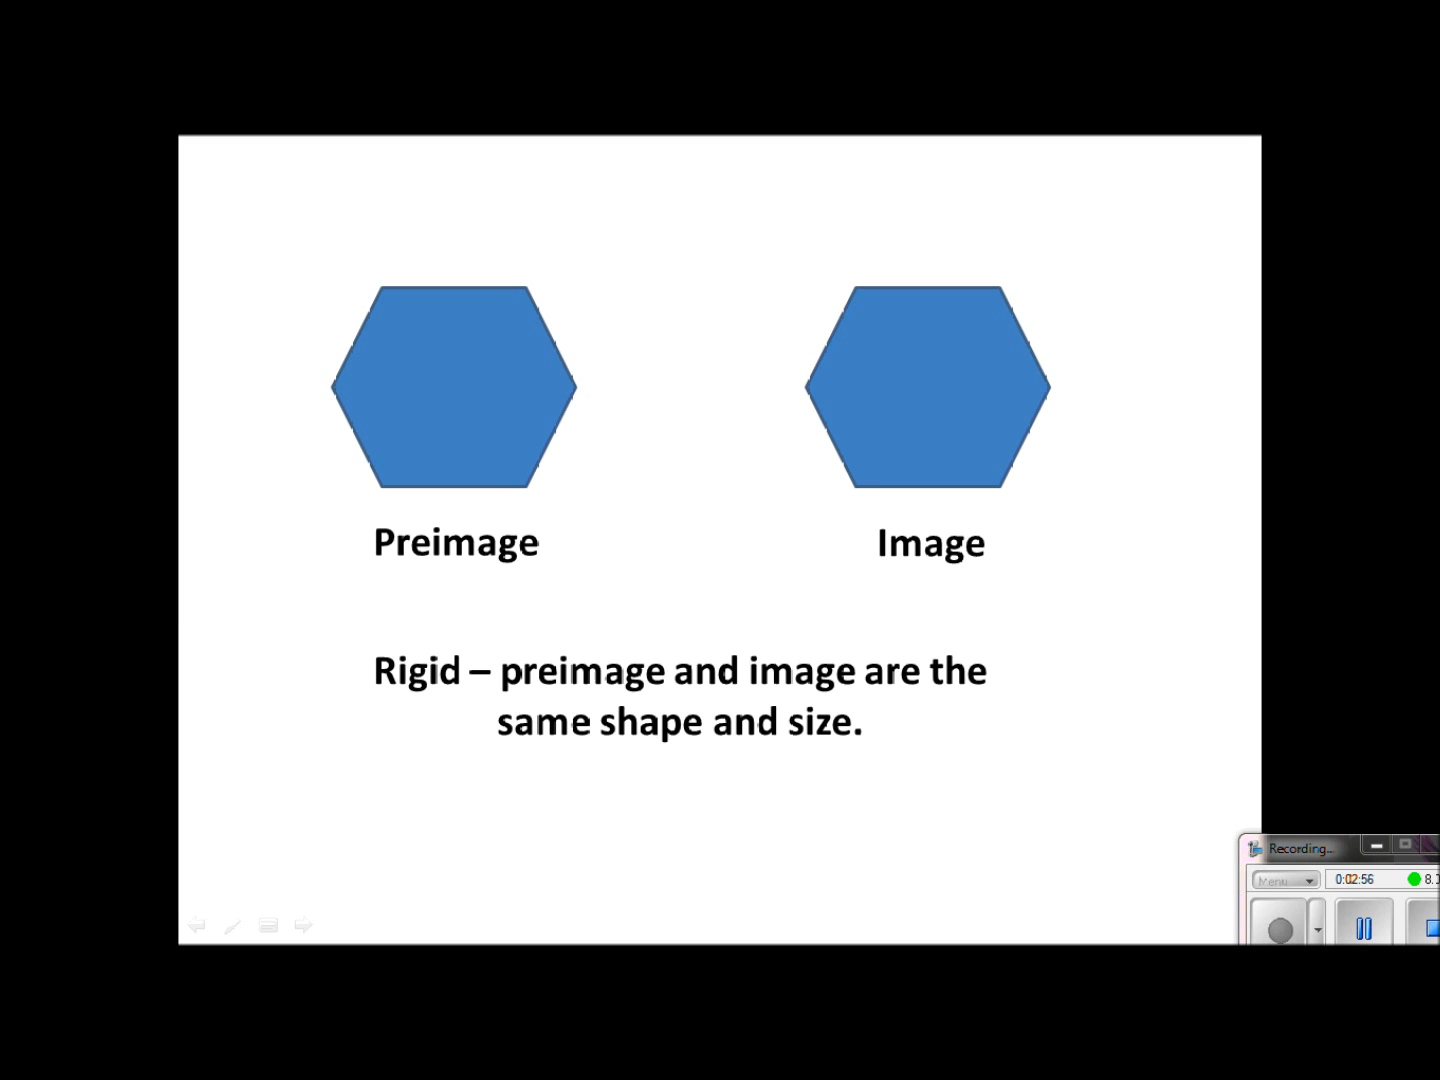 Preimage
Image
Rigid – preimage and image are the
same shape and size.
Recording...
Menu
0:02:56